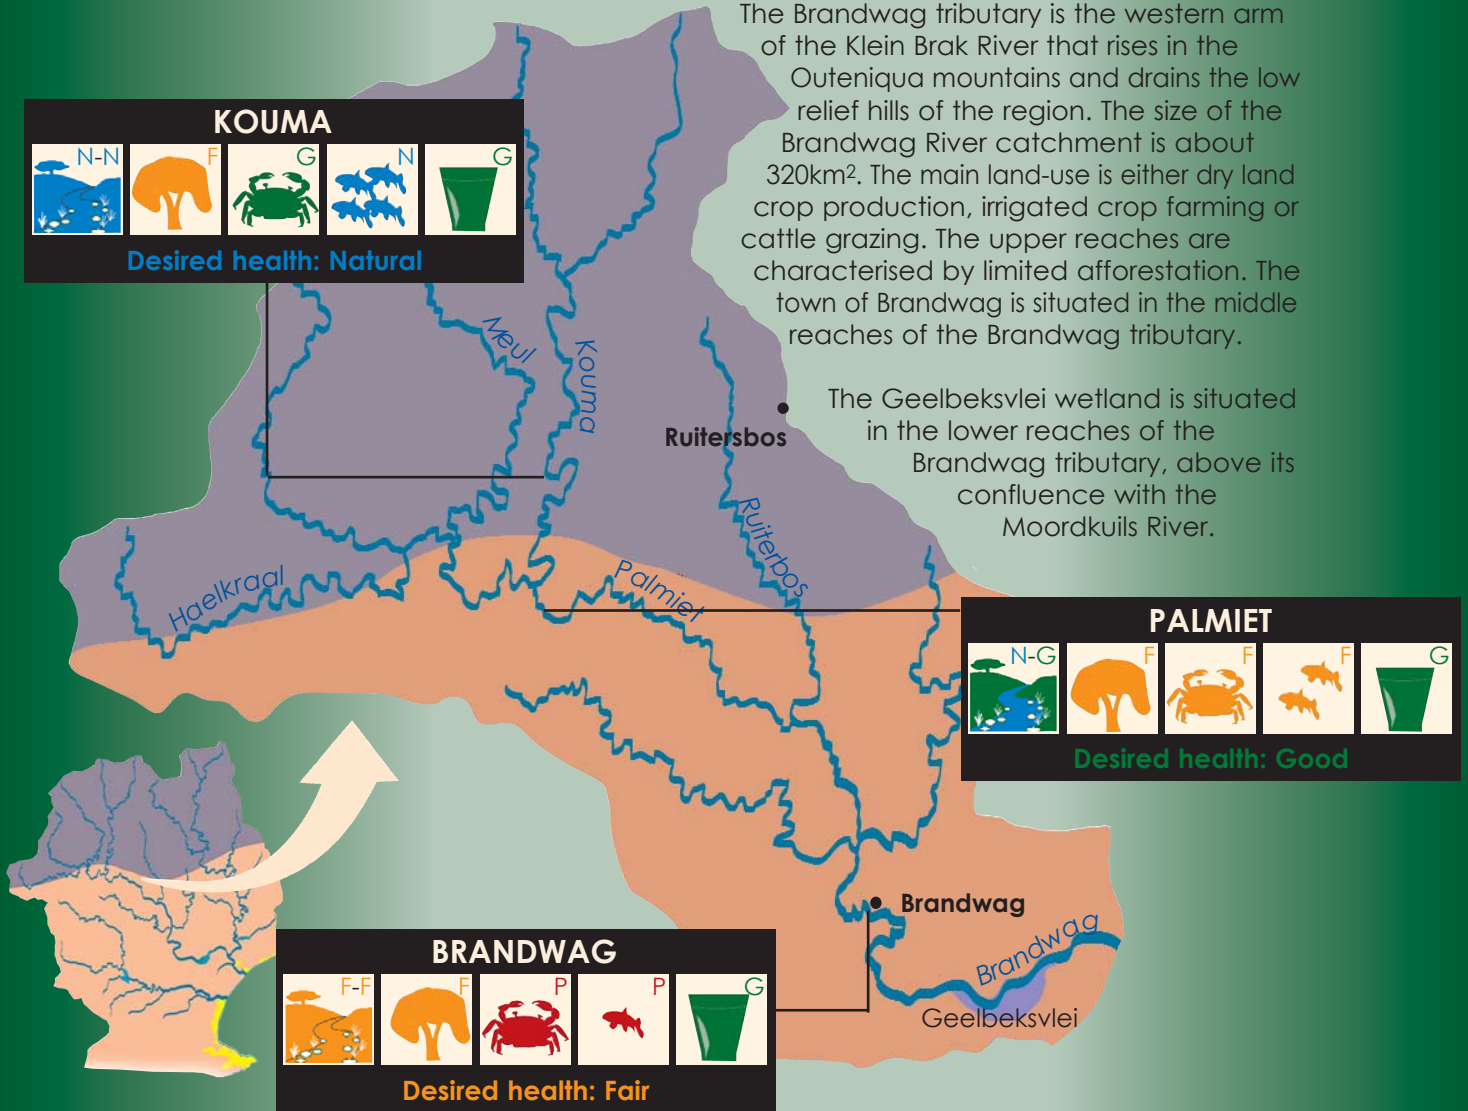 The Brandwag tributary is the western arm
of the Klein Brak River that rises in the
Outeniqua mountains and drains the low
relief hills of the region. The size of the
Brandwag River catchment is about
320km². The main land-use is either dry land
crop production, irrigated crop farming or
cattle grazing. The upper reaches are
characterised by limited afforestation. The
town of Brandwag is situated in the middle
reaches of the Brandwag tributary.
The Geelbeksvlei wetland is situated
in the lower reaches of the
Brandwag tributary, above its
confluence with the
Moordkuils River.
KOUMA
N-N F G N G
Desired health: Natural
Meul
Kouma
Ruitersbos
Ruiterbos
Haelkraal
Palmiet
PALMIET
N-G F F F G
Desired health: Good
Brandwag
Brandwag
Geelbeksvlei
BRANDWAG
F-F F P P G
Desired health: Fair